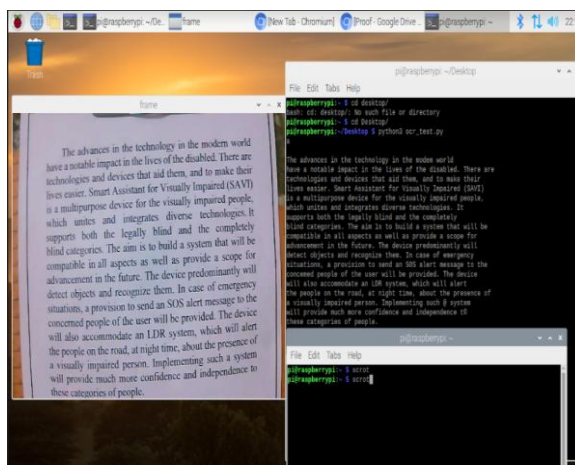 pi@raspberrypi: ~/De..
frame
[New Tab - Chromium]
[Proof - Google Drive ..
pi@raspberrypi: ~
22:
Trash
frame
The advances in the technology in the modern world
have a notable impact in the lives of the disabled. There are
technologies and devices that aid them, and to make their
lives easier. Smart Assistant for Visually Impaired (SAVI)
is a multipurpose device for the visually impaired people,
which unites and integrates diverse technologies. It
supports both the legally blind and the completely
blind categories. The aim is to build a system that will be
compatible in all aspects as well as provide a scope for
advancement in the future. The device predominantly will
detect objects and recognize them. In case of emergency
situations, a provision to send an SOS alert message to the
concerned people of the user will be provided. The device
will also accommodate an LDR system, which will alert
the people on the road, at night time, about the presence of
a visually impaired person. Implementing such a system
will provide much more confidence and independence to
these categories of people.
pi@raspberrypi: ~/Desktop
File Edit Tabs Help
pi@raspberrypi:~ $ cd desktop/
bash: cd: desktop/: No such file or directory
pi@raspberrypi:~ $ cd Desktop/
pi@raspberrypi:~/Desktop $ python3 ocr_test.py
a
The advances in the technology in the modem world
have a notable impact in the lives of the disabled. There are
technologies and devices that aid them, and to make their
lives easier. Smart Assistant for Visually Impaired (SAVI)
is a multipurpose device for the visually impaired people,
which unites and integrates diverse technologies. It
supports both the legally blind and the completely
blind categories. The aim is to build a system that will be
compatible in all aspects as well as provide a scope for
advancement in the future. The device predominantly will
detect objects and recognize them. In case of emergency
situations, a provision to send an SOS alert message to the
concemed people of the user will be provided. The device
will also accommodate an LDR system, which will alert
the people on the road, at night time, about the presence of
a visually impaired person. Implementing such @ system
will provide much more confidence and independence
these categories of people.
pi@raspberrypi: ~
File Edit Tabs Help
pi@raspberrypi:~ $ scrot
pi@raspberrypi:~ $ scrot